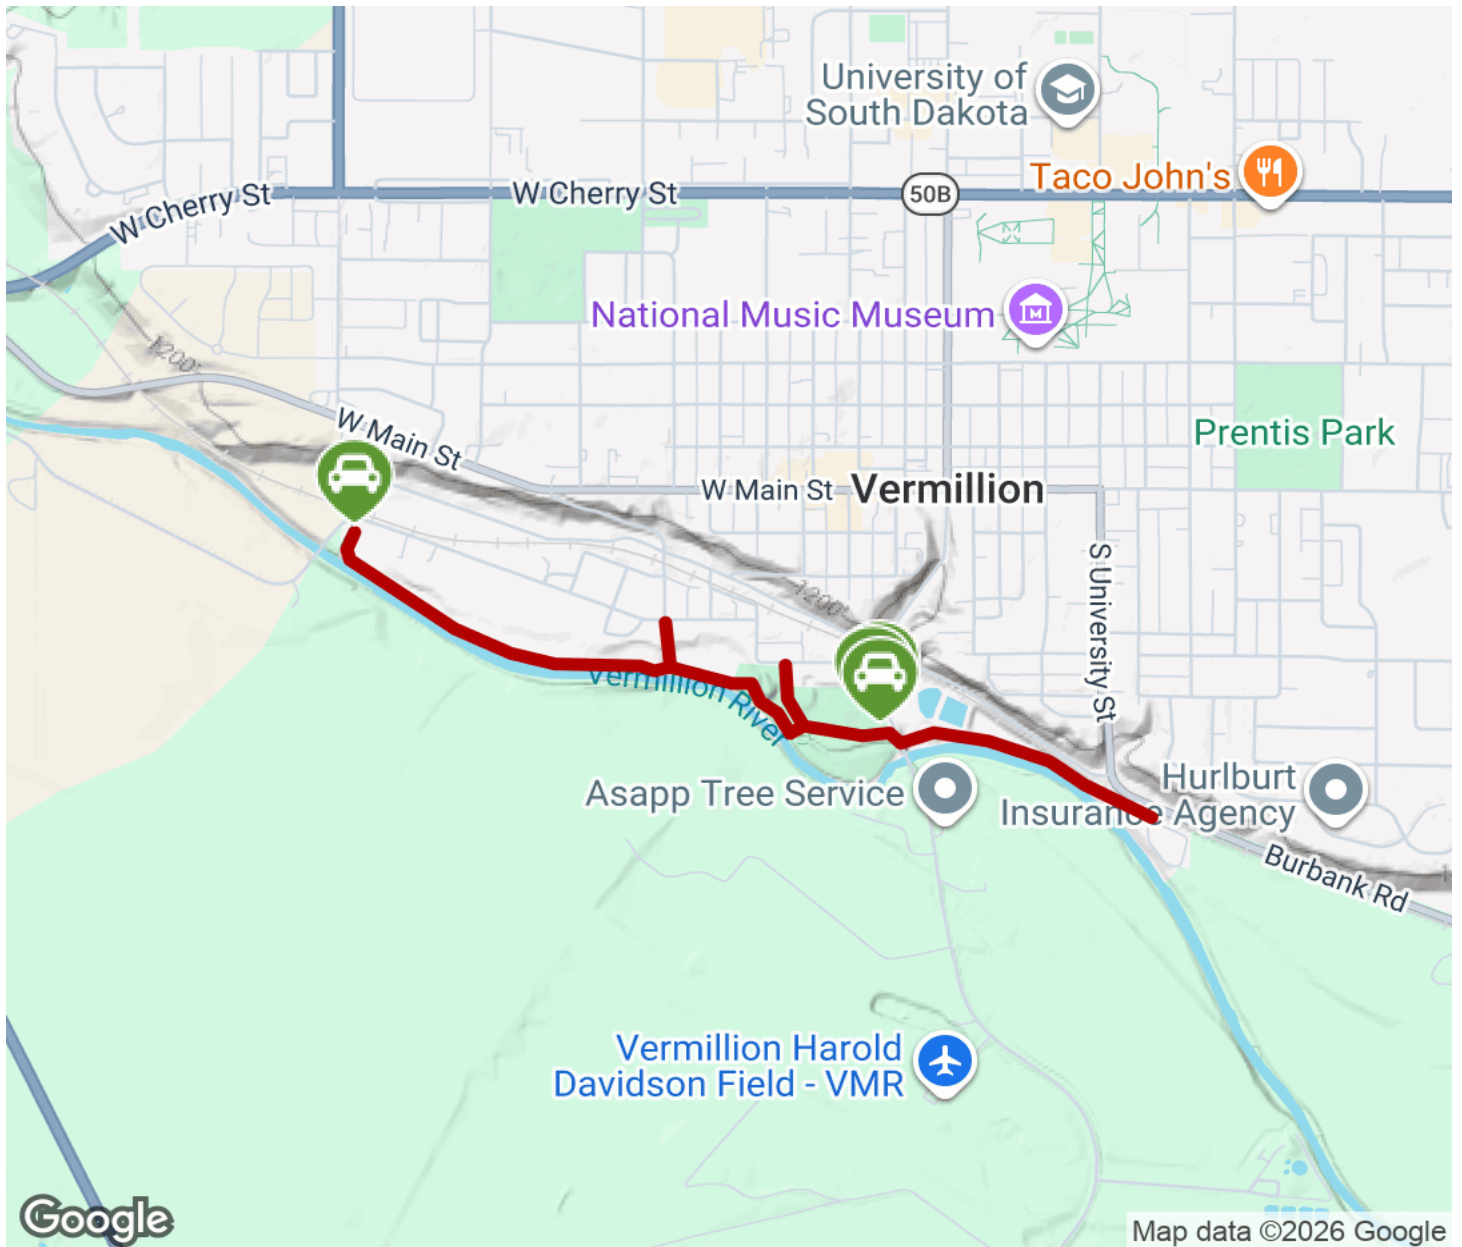 University of
South Dakota
Taco John's
W Cherry St
W Cherry St
50B
National Music Museum
1200'
W Main St
Prentis Park
W Main St
Vermillion
S University St
1200'
Vermillion River
Asapp Tree Service
Hurlburt
Insurance Agency
Burbank Rd
Vermillion Harold
Davidson Field - VMR
Google
Map data ©2026 Google